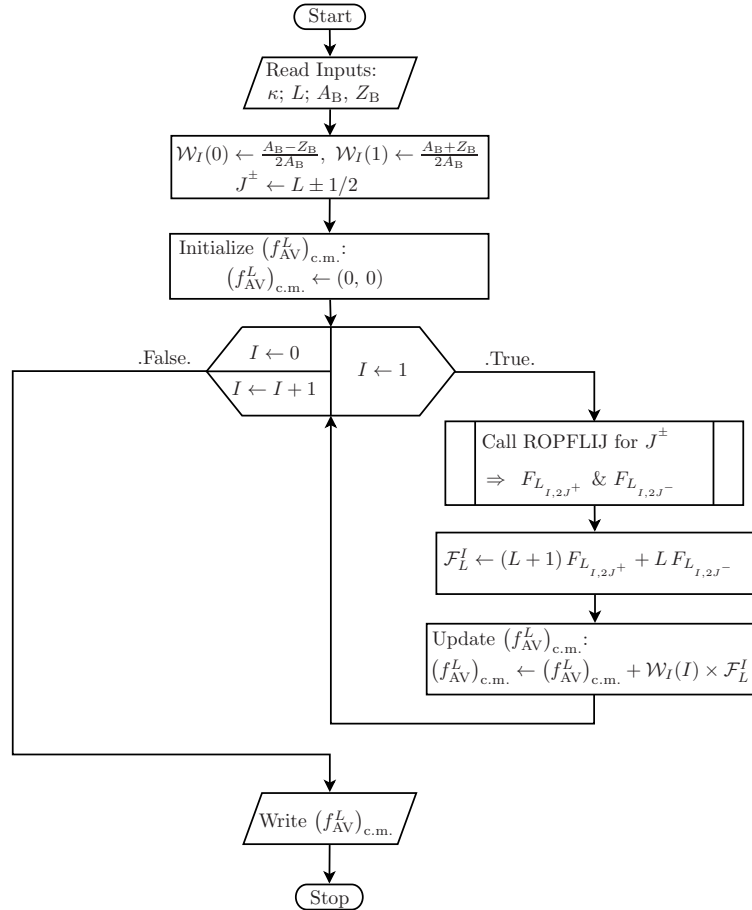 Start
Read Inputs:
κ; L; A_B, Z_B
𝒲_I(0) ← (A_B−Z_B)/(2A_B), 𝒲_I(1) ← (A_B+Z_B)/(2A_B)
J^± ← L ± 1/2
Initialize (f_AV^L)_c.m.:
(f_AV^L)_c.m. ← (0, 0)
.False.
I ← 0
I ← I + 1
I ← 1
.True.
Call ROPFLIJ for J^±
⇒ F_{L_{I,2J^+}} & F_{L_{I,2J^−}}
ℱ_L^I ← (L + 1) F_{L_{I,2J^+}} + L F_{L_{I,2J^−}}
Update (f_AV^L)_c.m.:
(f_AV^L)_c.m. ← (f_AV^L)_c.m. + 𝒲_I(I) × ℱ_L^I
Write (f_AV^L)_c.m.
Stop